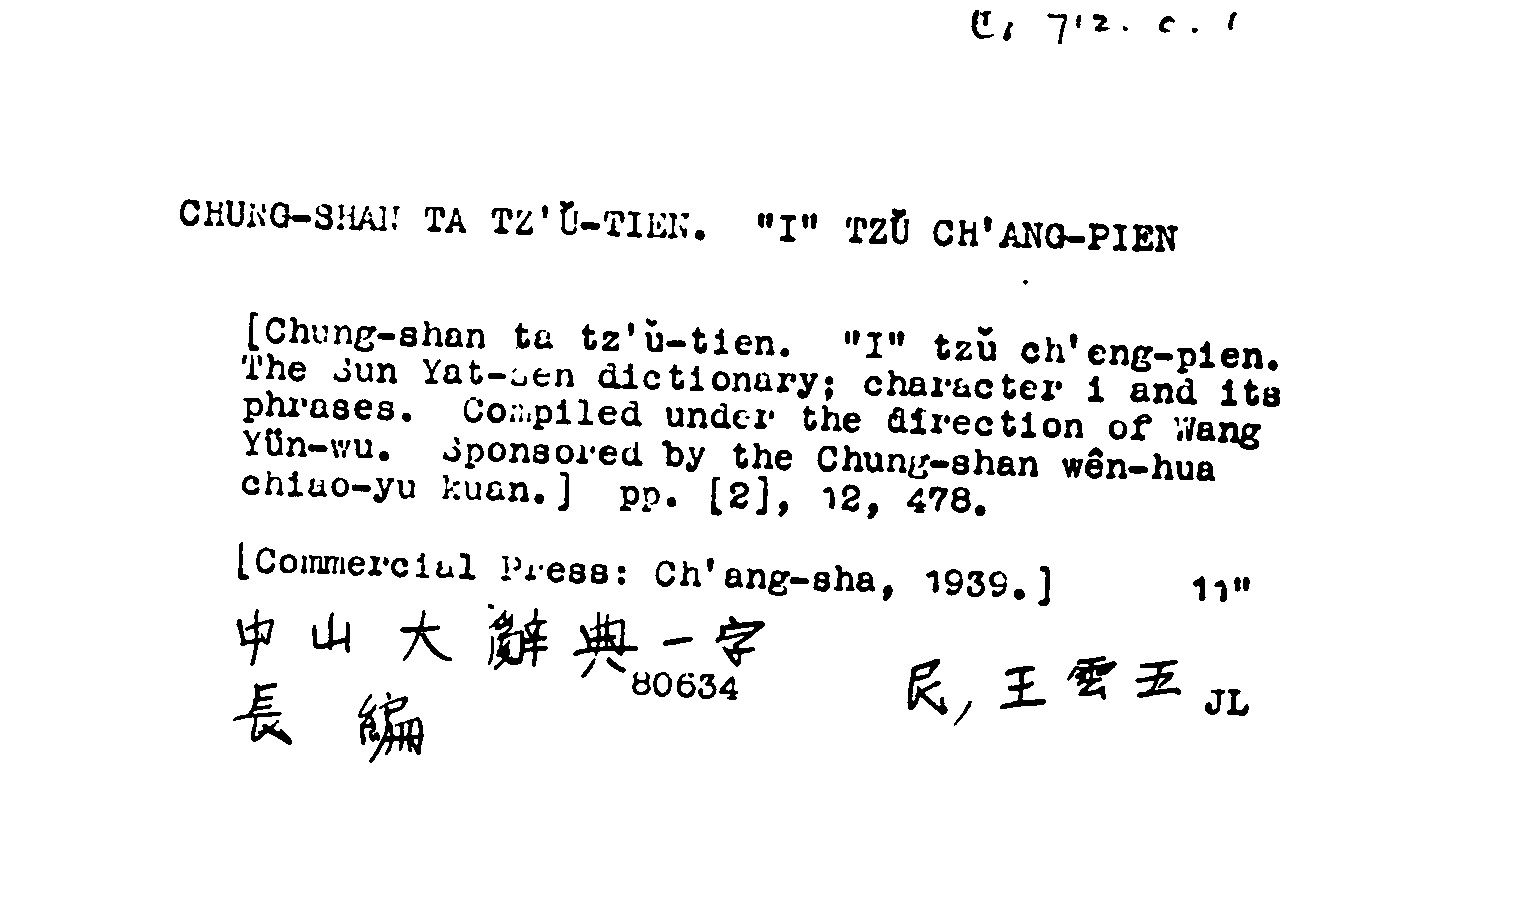 712. c. 1
CHUNG-SHAN TA TZ'Ŭ-TIEN. "I" TZŬ CH'ANG-PIEN
[Chung-shan ta tz'ŭ-tien. "I" tzŭ ch'eng-pien.
The Sun Yat-Sen dictionary; character i and its
phrases. Compiled under the direction of Wang
Yün-wu. Sponsored by the Chung-shan wên-hua
chiao-yu kuan.] pp. [2], 12, 478.
[Commercial Press: Ch'ang-sha, 1939.] 11"
中山大辭典一字
80634
長編
民, 王雲五 JL